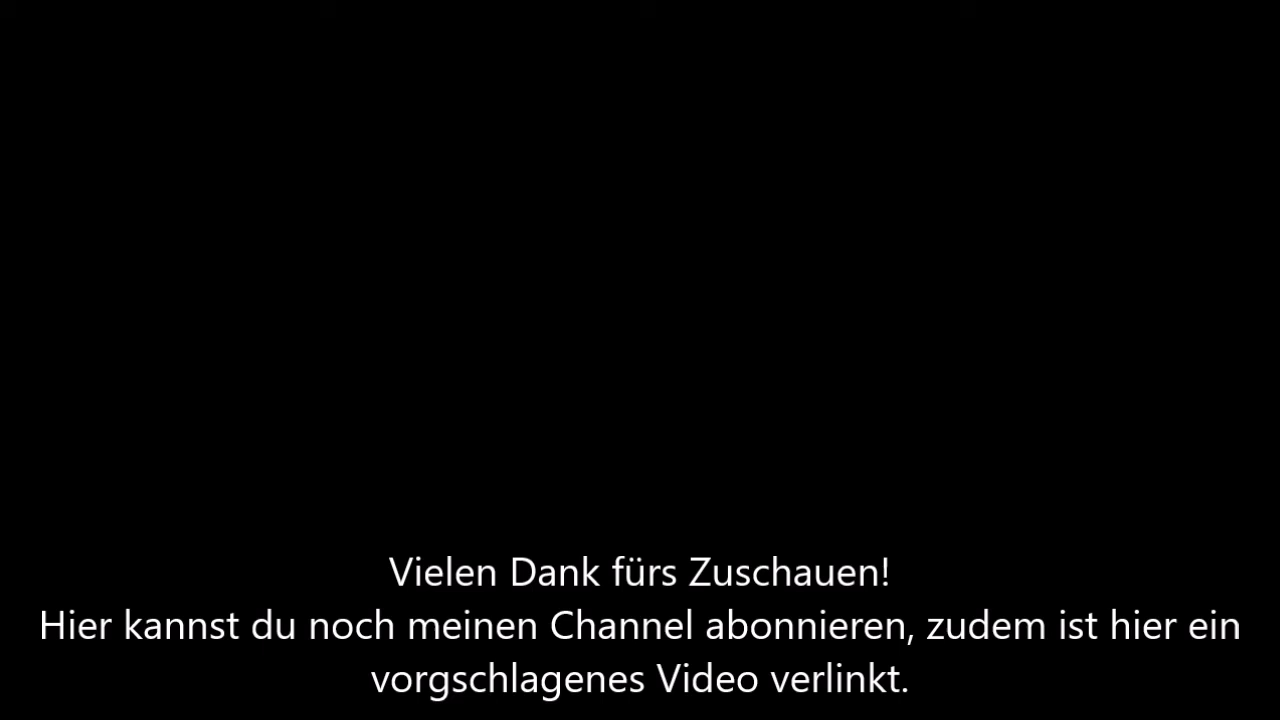 Vielen Dank fürs Zuschauen!
Hier kannst du noch meinen Channel abonnieren, zudem ist hier ein
vorgschlagenes Video verlinkt.